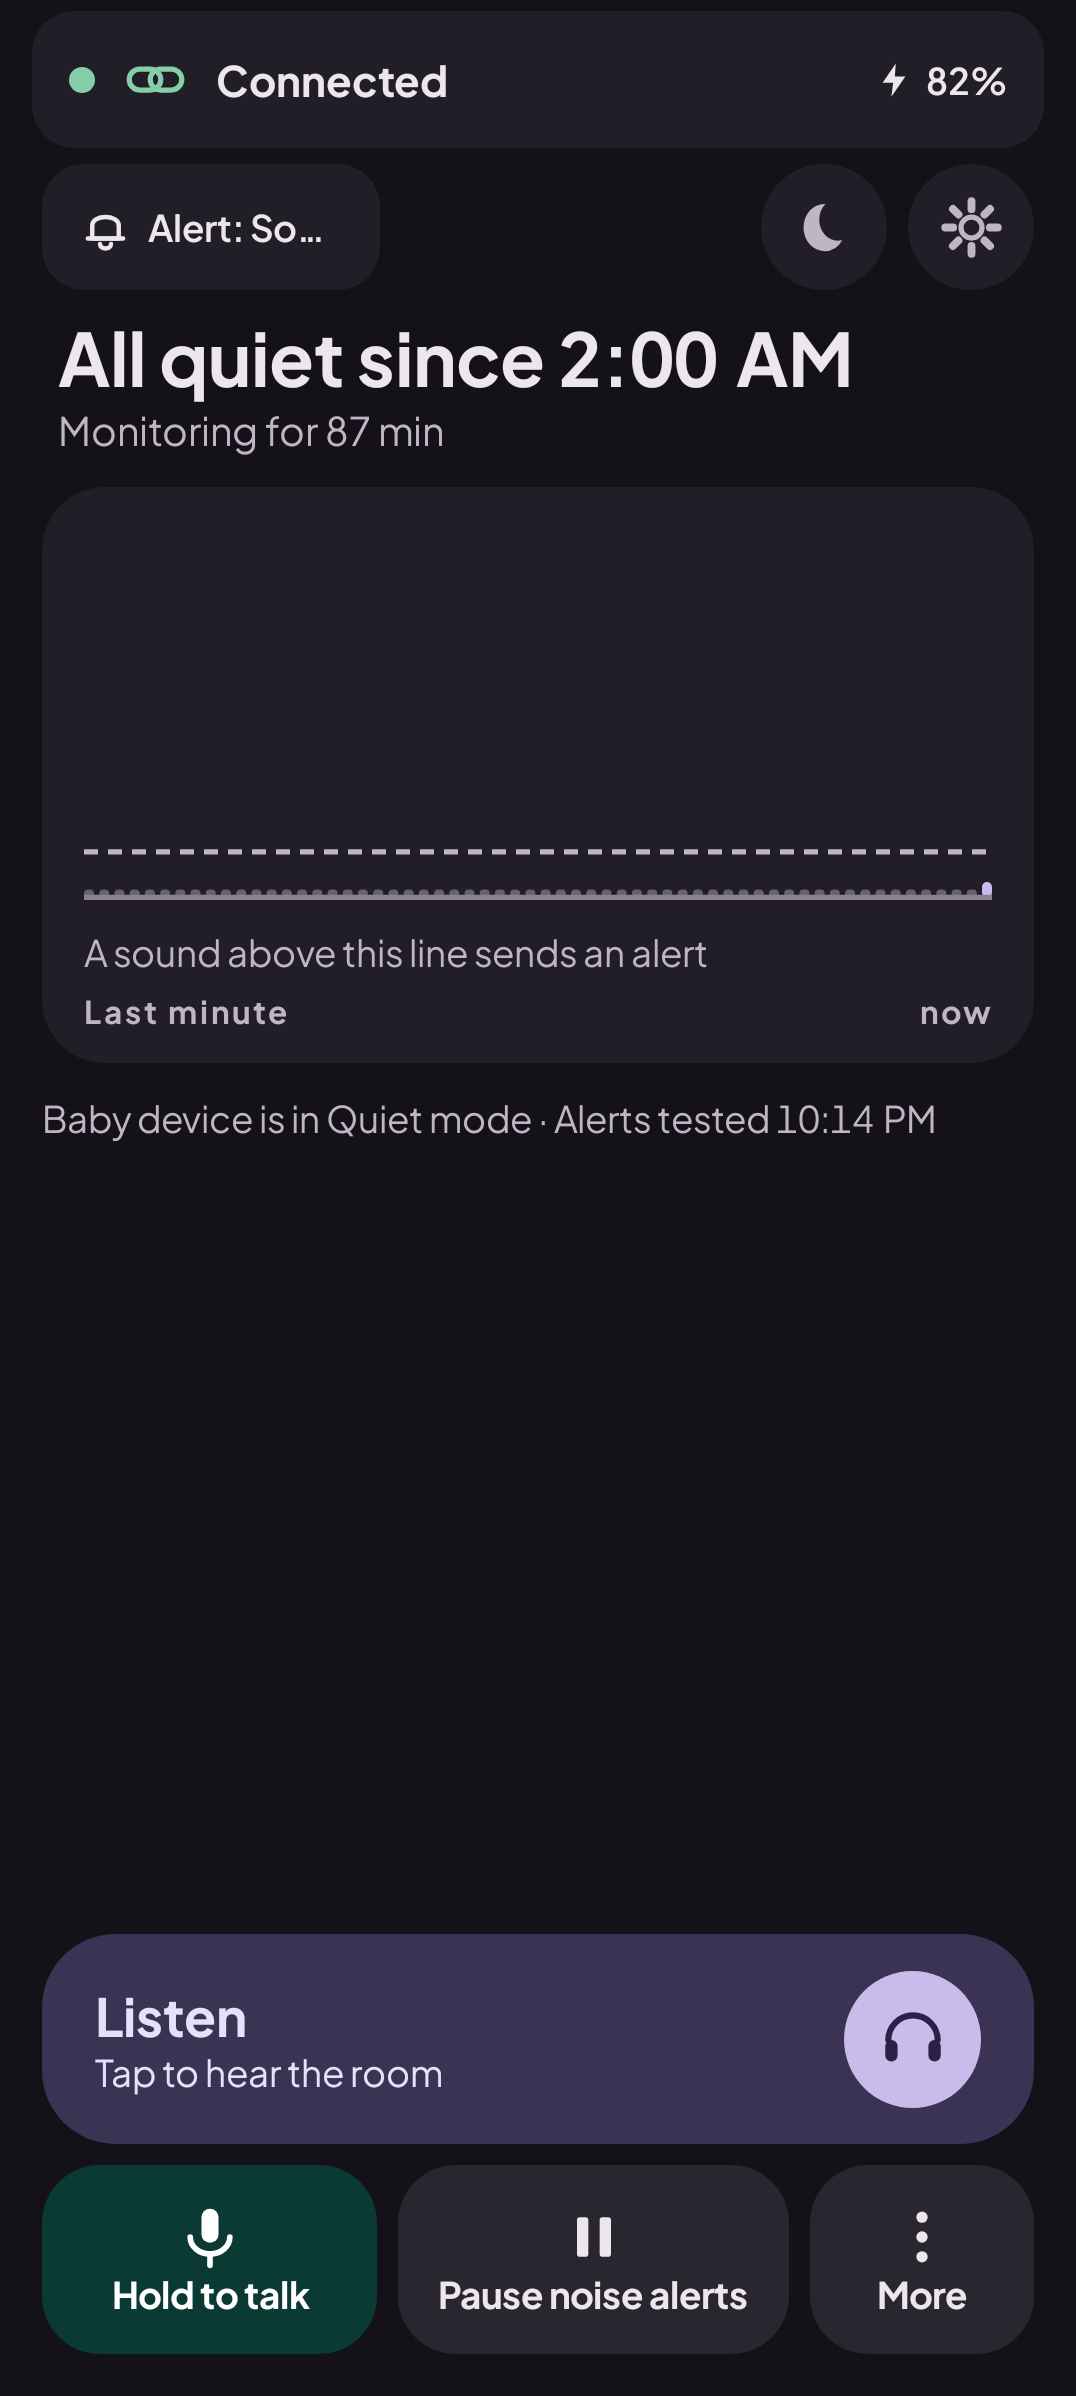 Connected
82%
Alert: So...
All quiet since 2:00 AM
Monitoring for 87 min
A sound above this line sends an alert
Last minute
now
Baby device is in Quiet mode · Alerts tested 10:14 PM
Listen
Tap to hear the room
Hold to talk
Pause noise alerts
More